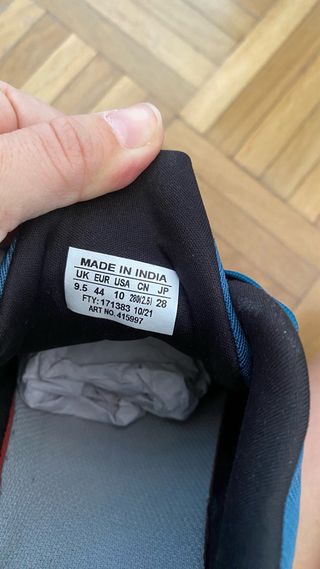 MADE IN INDIA
UK EUR USA CN JP
9.5 44 10 280(2.5) 28
FTY: 171383 10/21
ART NO. 415997